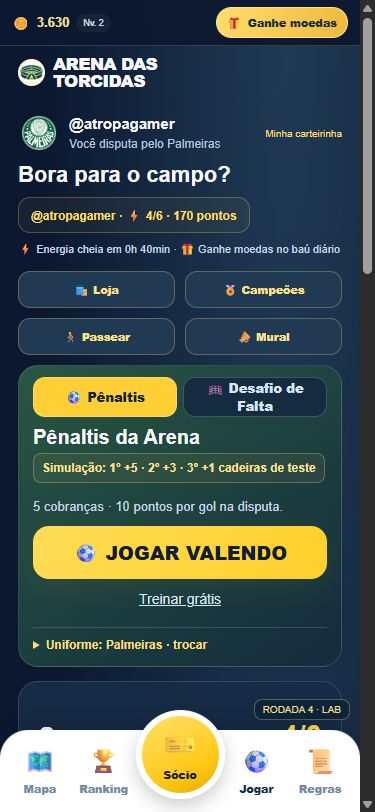 3.630 Nv. 2 Ganhe moedas
ARENA DAS
TORCIDAS
@atropagamer
Você disputa pelo Palmeiras
Minha carteirinha
Bora para o campo?
@atropagamer · 4/6 · 170 pontos
Energia cheia em 0h 40min · Ganhe moedas no baú diário
Loja
Campeões
Passear
Mural
Pênaltis
Desafio de
Falta
Pênaltis da Arena
Simulação: 1º +5 · 2º +3 · 3º +1 cadeiras de teste
5 cobranças · 10 pontos por gol na disputa.
JOGAR VALENDO
Treinar grátis
Uniforme: Palmeiras · trocar
RODADA 4 · LAB
Mapa
Ranking
Sócio
Jogar
Regras